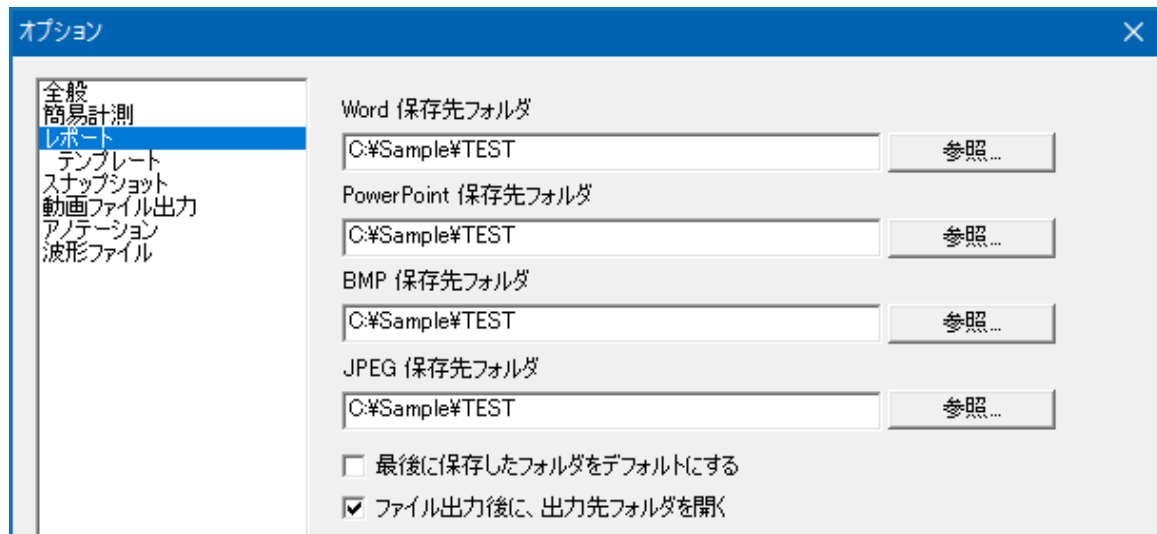 オプション
全般
簡易計測
レポート
テンプレート
スナップショット
動画ファイル出力
アノテーション
波形ファイル
Word 保存先フォルダ
C:¥Sample¥TEST
参照...
PowerPoint 保存先フォルダ
C:¥Sample¥TEST
参照...
BMP 保存先フォルダ
C:¥Sample¥TEST
参照...
JPEG 保存先フォルダ
C:¥Sample¥TEST
参照...
最後に保存したフォルダをデフォルトにする
ファイル出力後に、出力先フォルダを開く